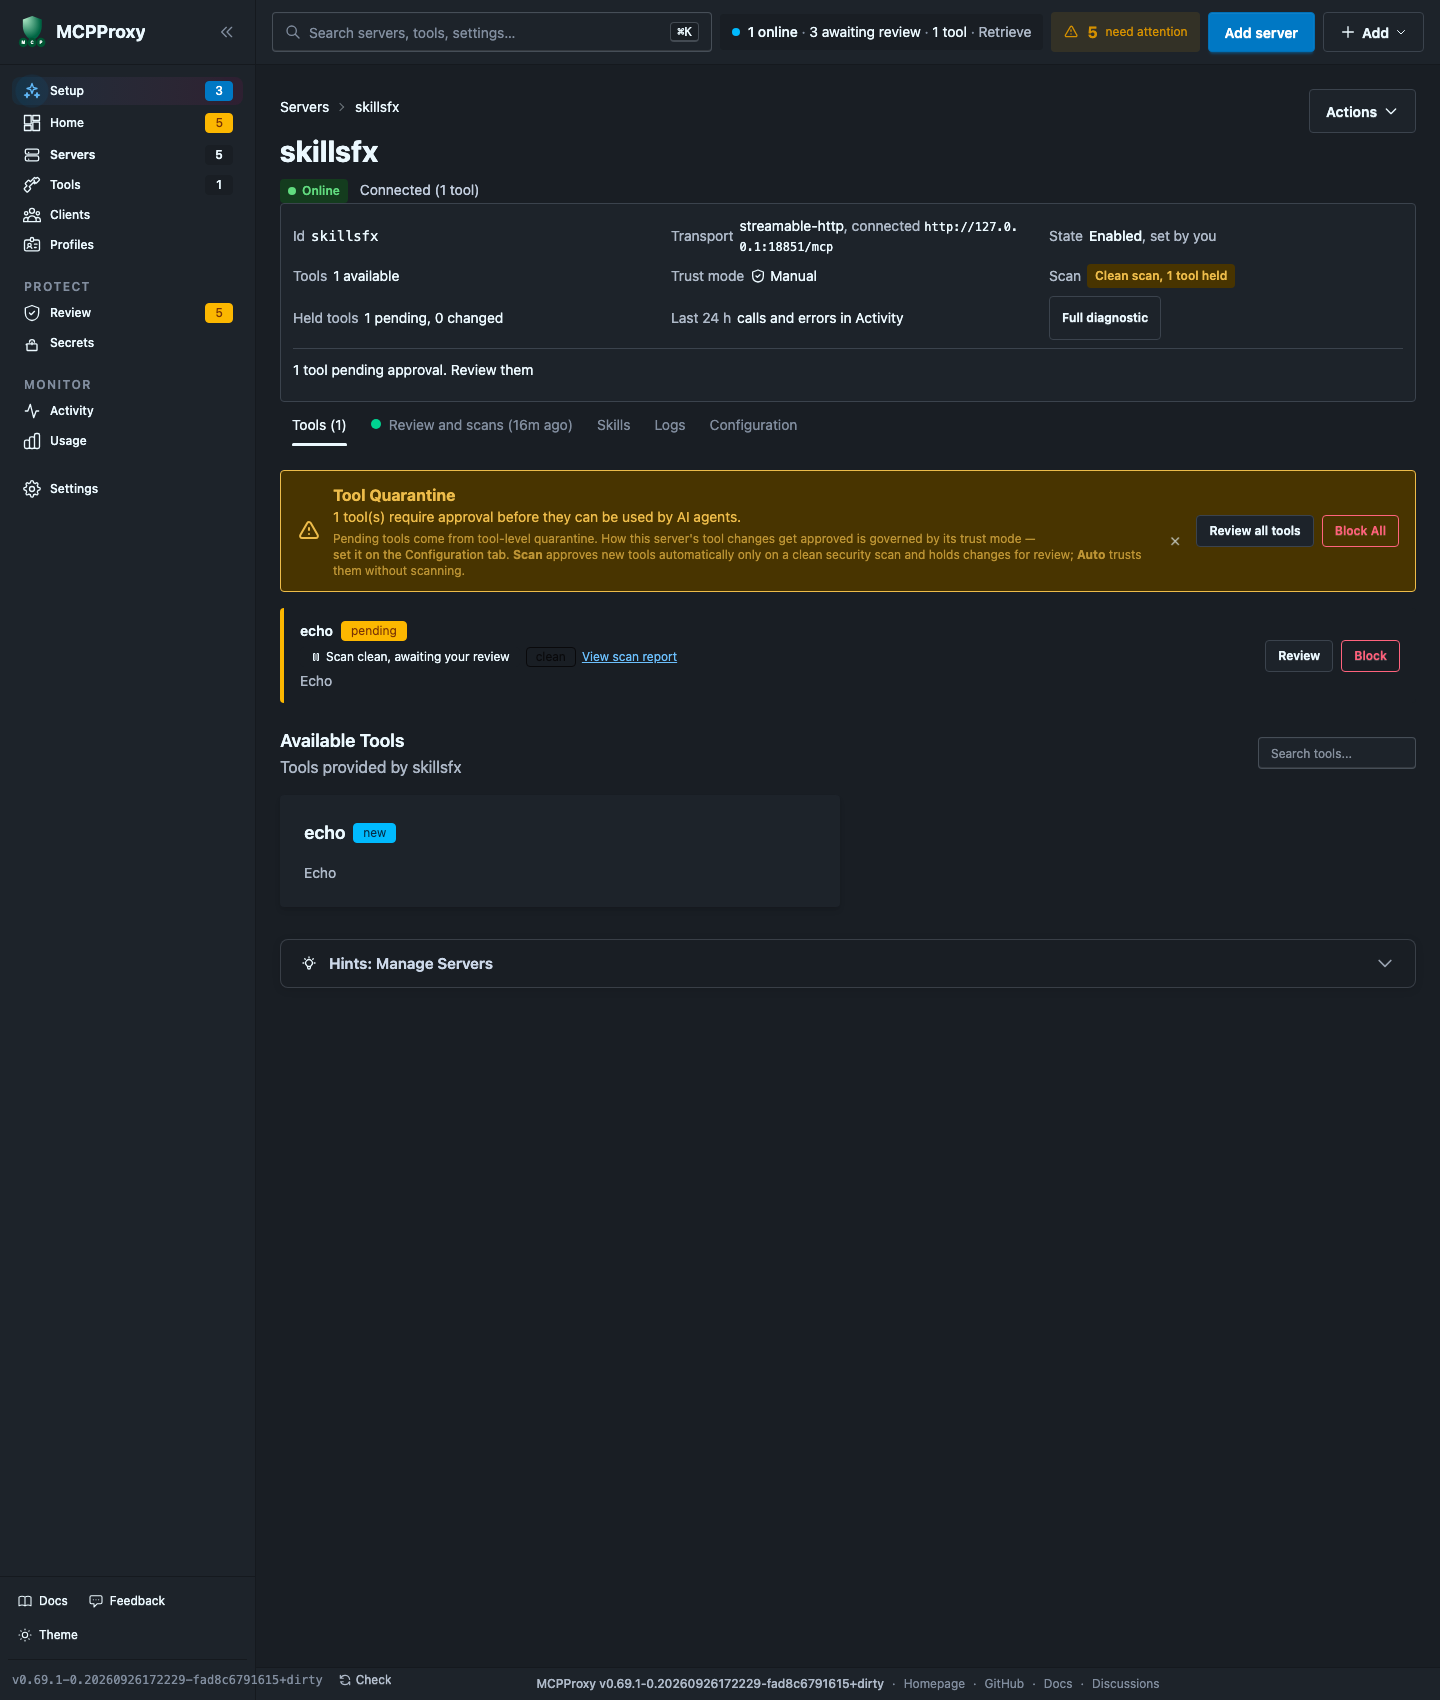 MCPProxy
Search servers, tools, settings...
⌘K
1 online · 3 awaiting review · 1 tool · Retrieve
5 need attention
Add server
Add
Setup 3
Home 5
Servers 5
Tools 1
Clients
Profiles
PROTECT
Review 5
Secrets
MONITOR
Activity
Usage
Settings
Servers > skillsfx
Actions
skillsfx
Online Connected (1 tool)
Id skillsfx
Transport streamable-http, connected http://127.0.
0.1:18851/mcp
State Enabled, set by you
Tools 1 available
Trust mode Manual
Scan Clean scan, 1 tool held
Held tools 1 pending, 0 changed
Last 24 h calls and errors in Activity
Full diagnostic
1 tool pending approval. Review them
Tools (1)
Review and scans (16m ago)
Skills
Logs
Configuration
Tool Quarantine
1 tool(s) require approval before they can be used by AI agents.
Pending tools come from tool-level quarantine. How this server's tool changes get approved is governed by its trust mode —
set it on the Configuration tab. Scan approves new tools automatically only on a clean security scan and holds changes for review; Auto trusts
them without scanning.
Review all tools
Block All
echo pending
Scan clean, awaiting your review clean View scan report
Echo
Review
Block
Available Tools
Tools provided by skillsfx
Search tools...
echo new
Echo
Hints: Manage Servers
Docs
Feedback
Theme
v0.69.1-0.20260926172229-fad8c6791615+dirty
Check
MCPProxy v0.69.1-0.20260926172229-fad8c6791615+dirty · Homepage · GitHub · Docs · Discussions